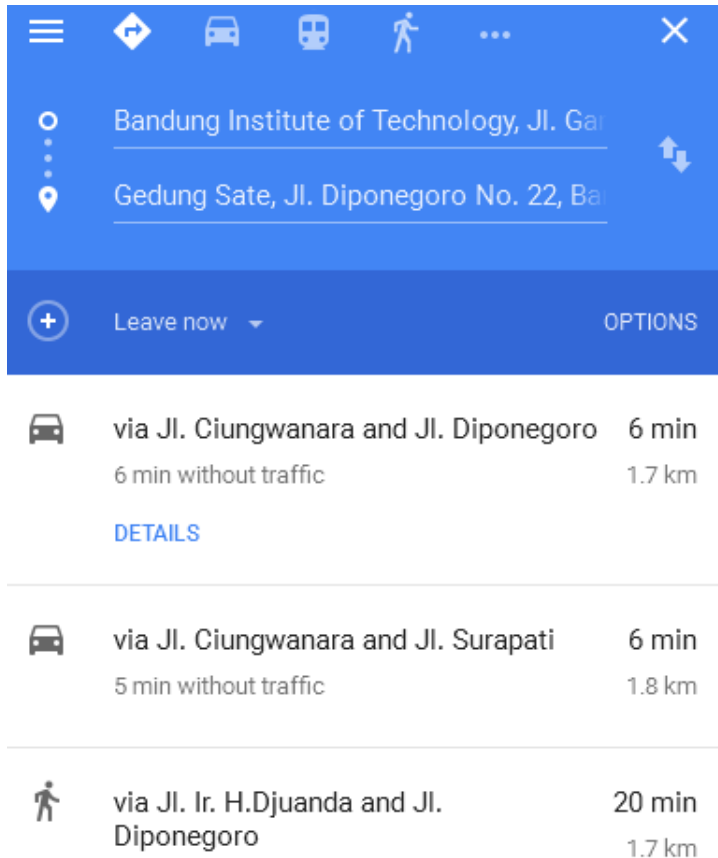 Bandung Institute of Technology, Jl. Gar
Gedung Sate, Jl. Diponegoro No. 22, Ba
Leave now OPTIONS
via Jl. Ciungwanara and Jl. Diponegoro 6 min
6 min without traffic 1.7 km
DETAILS
via Jl. Ciungwanara and Jl. Surapati 6 min
5 min without traffic 1.8 km
via Jl. Ir. H.Djuanda and Jl. 20 min
Diponegoro 1.7 km